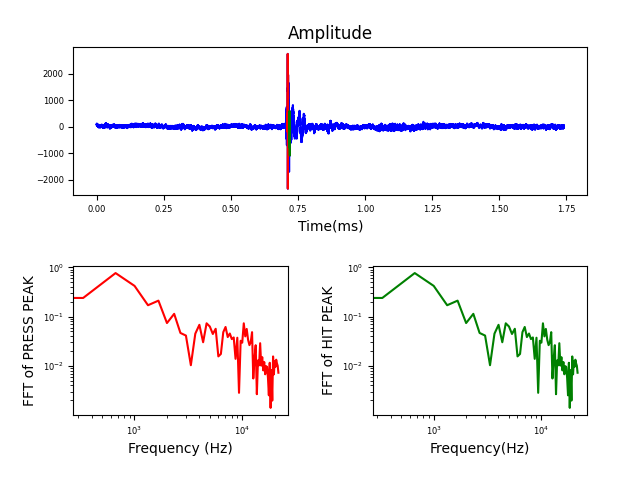 Amplitude
2000
1000
0
−1000
−2000
0.00 0.25 0.50 0.75 1.00 1.25 1.50 1.75
Time(ms)
FFT of PRESS PEAK
10⁰
10⁻¹
10⁻²
10³ 10⁴
Frequency (Hz)
FFT of HIT PEAK
10⁰
10⁻¹
10⁻²
10³ 10⁴
Frequency(Hz)